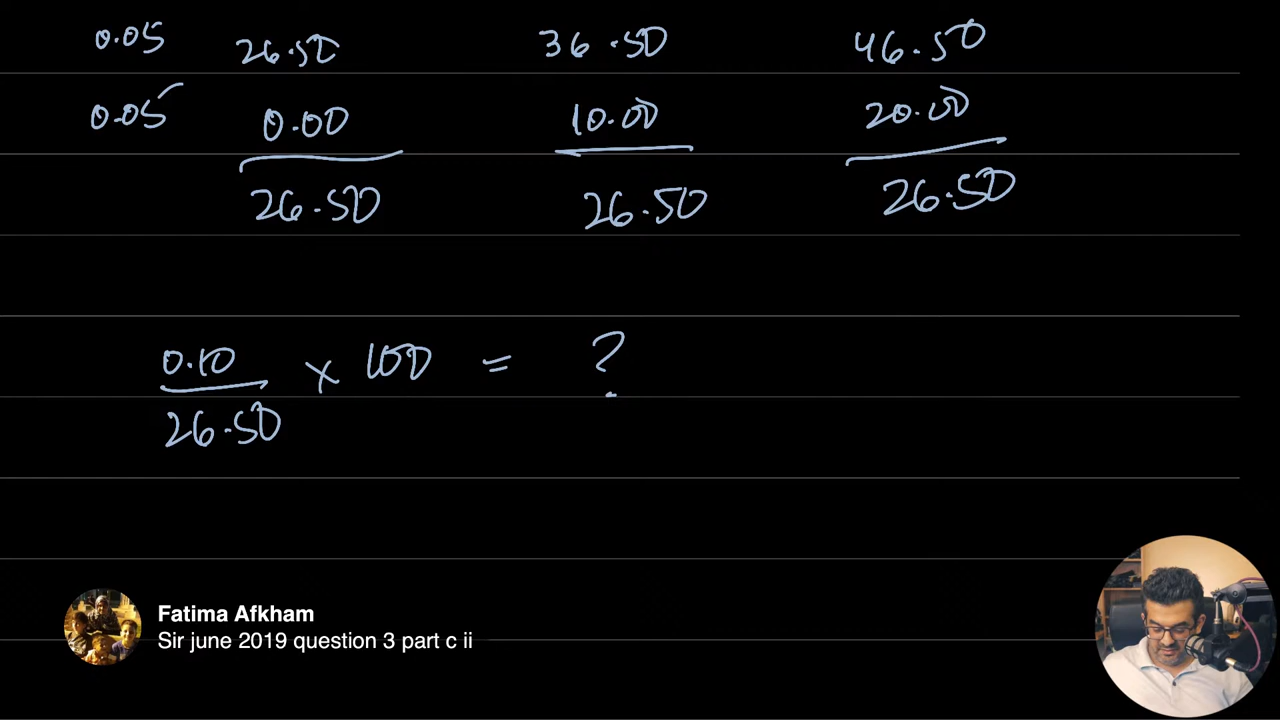 0.05 26.50 36.50 46.50
0.05 0.00 10.00 20.00
26.50 26.50 26.50
0.10
× 100 = ?
26.50
Fatima Afkham
Sir june 2019 question 3 part c ii